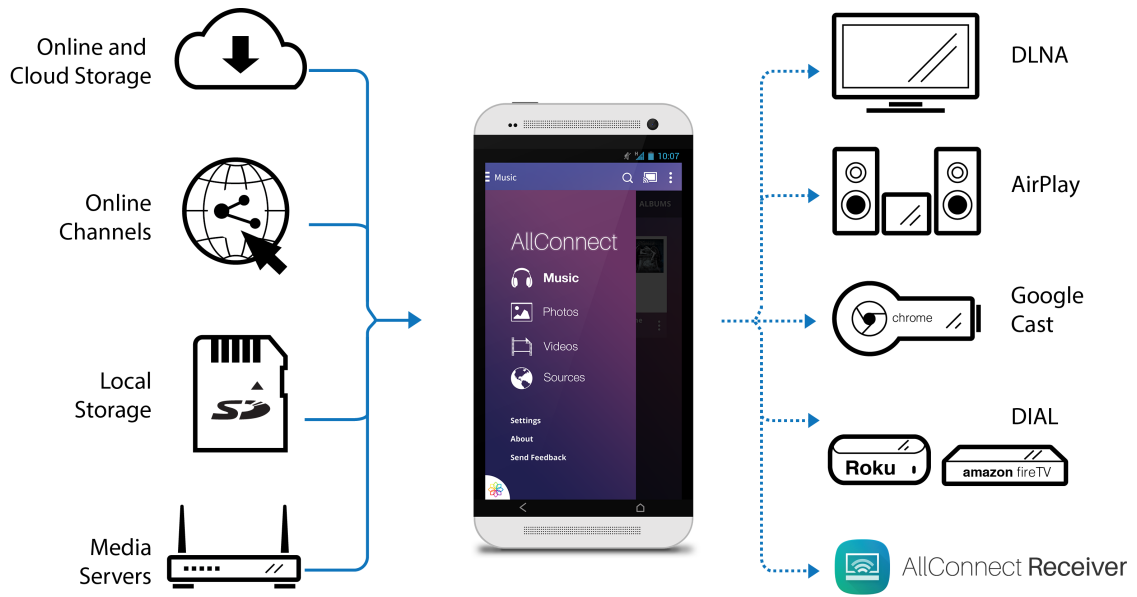 Online and
Cloud Storage
Online
Channels
Local
Storage
SD
Media
Servers
10:07
Music
ALBUMS
AllConnect
Music
Photos
Videos
Sources
Settings
About
Send Feedback
DLNA
AirPlay
Google
Cast
chrome
DIAL
Roku
amazon fireTV
AllConnect Receiver